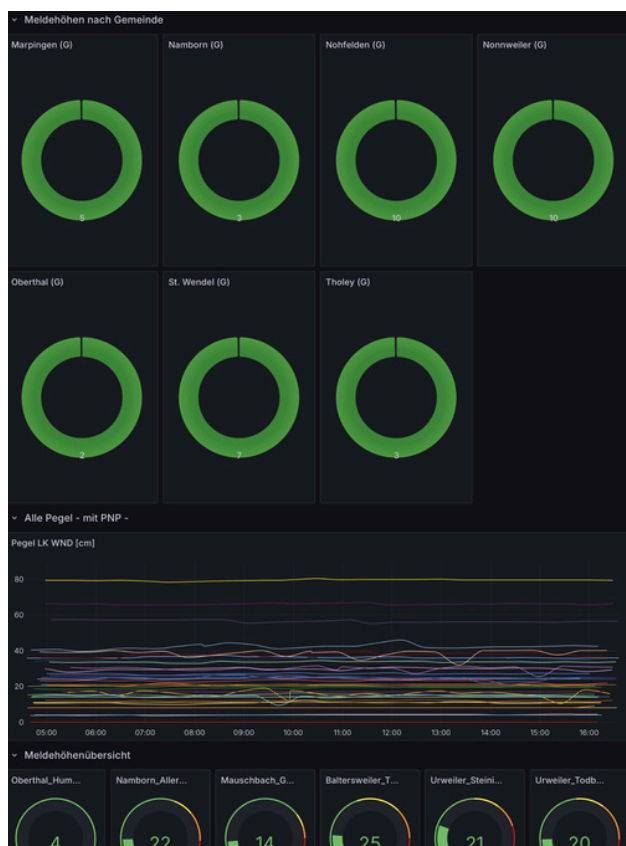 Meldehöhen nach Gemeinde
Marpingen (G)
Namborn (G)
Nohfelden (G)
Nonnweiler (G)
5
3
10
10
Oberthal (G)
St. Wendel (G)
Tholey (G)
2
7
3
Alle Pegel - mit PNP -
Pegel LK WND [cm]
80
60
40
20
0
05:00 06:00 07:00 08:00 09:00 10:00 11:00 12:00 13:00 14:00 15:00 16:00
Meldehöhenübersicht
Oberthal_Hum...
Namborn_Aller...
Mauschbach_G...
Baltersweiler_T...
Urweiler_Steini...
Urweiler_Todb...
4
22
14
25
21
20